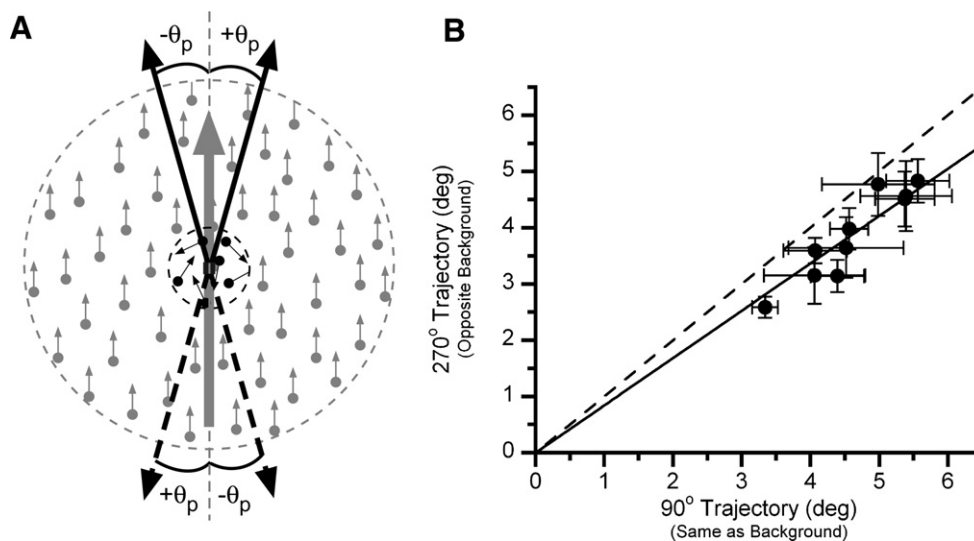 A
-θp
+θp
+θp
-θp
B
270° Trajectory (deg)
(Opposite Background)
6
5
4
3
2
1
0
0 1 2 3 4 5 6
90° Trajectory (deg)
(Same as Background)